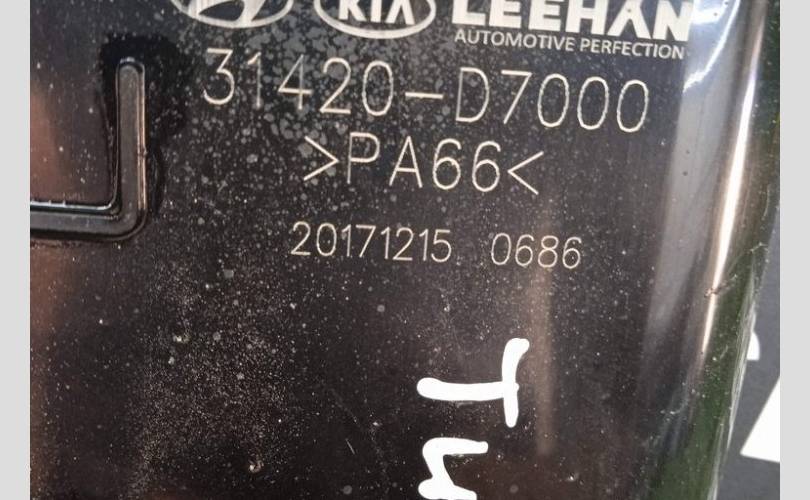 KIA LEEHAN
AUTOMOTIVE PERFECTION
31420-D7000
>PA66<
20171215 0686